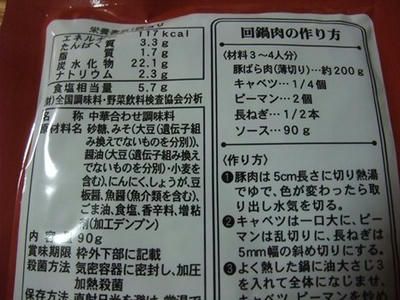 エネルギー 117kcal
たんぱく質 3.3g
脂質 1.7g
炭水化物 22.1g
ナトリウム 2.3g
食塩相当量 5.7g
財)全国調味料・野菜飲料検査協会分析
名称 中華合わせ調味料
原材料名 砂糖、みそ(大豆(遺伝子組
み換えでないものを分別))、
醤油(大豆(遺伝子組み換え
でないものを分別)・小麦を
含む)、にんにく、しょうが、豆
板醤、魚醤(魚介類を含む)、
ごま油、食塩、香辛料、増粘
剤(加工デンプン)
内容量 90g
賞味期限 枠外下部に記載
殺菌方法 気密容器に密封し、加圧
加熱殺菌
保存方法 直射日光を避け、常温で
回鍋肉の作り方
〈材料3〜4人分〉
豚ばら肉(薄切り)…約200g
キャベツ…1/4個
ピーマン…2個
長ねぎ…1/2本
ソース…90g
〈作り方〉
❶豚肉は5cm長さに切り熱湯
でゆで、色が変わったら取り
出し水気を切る。
❷キャベツは一口大に、ピー
マンは乱切りに、長ねぎは
5mm幅の斜め切りにする。
❸よく熱した鍋に油大さじ3
を入れて全体になじませ、